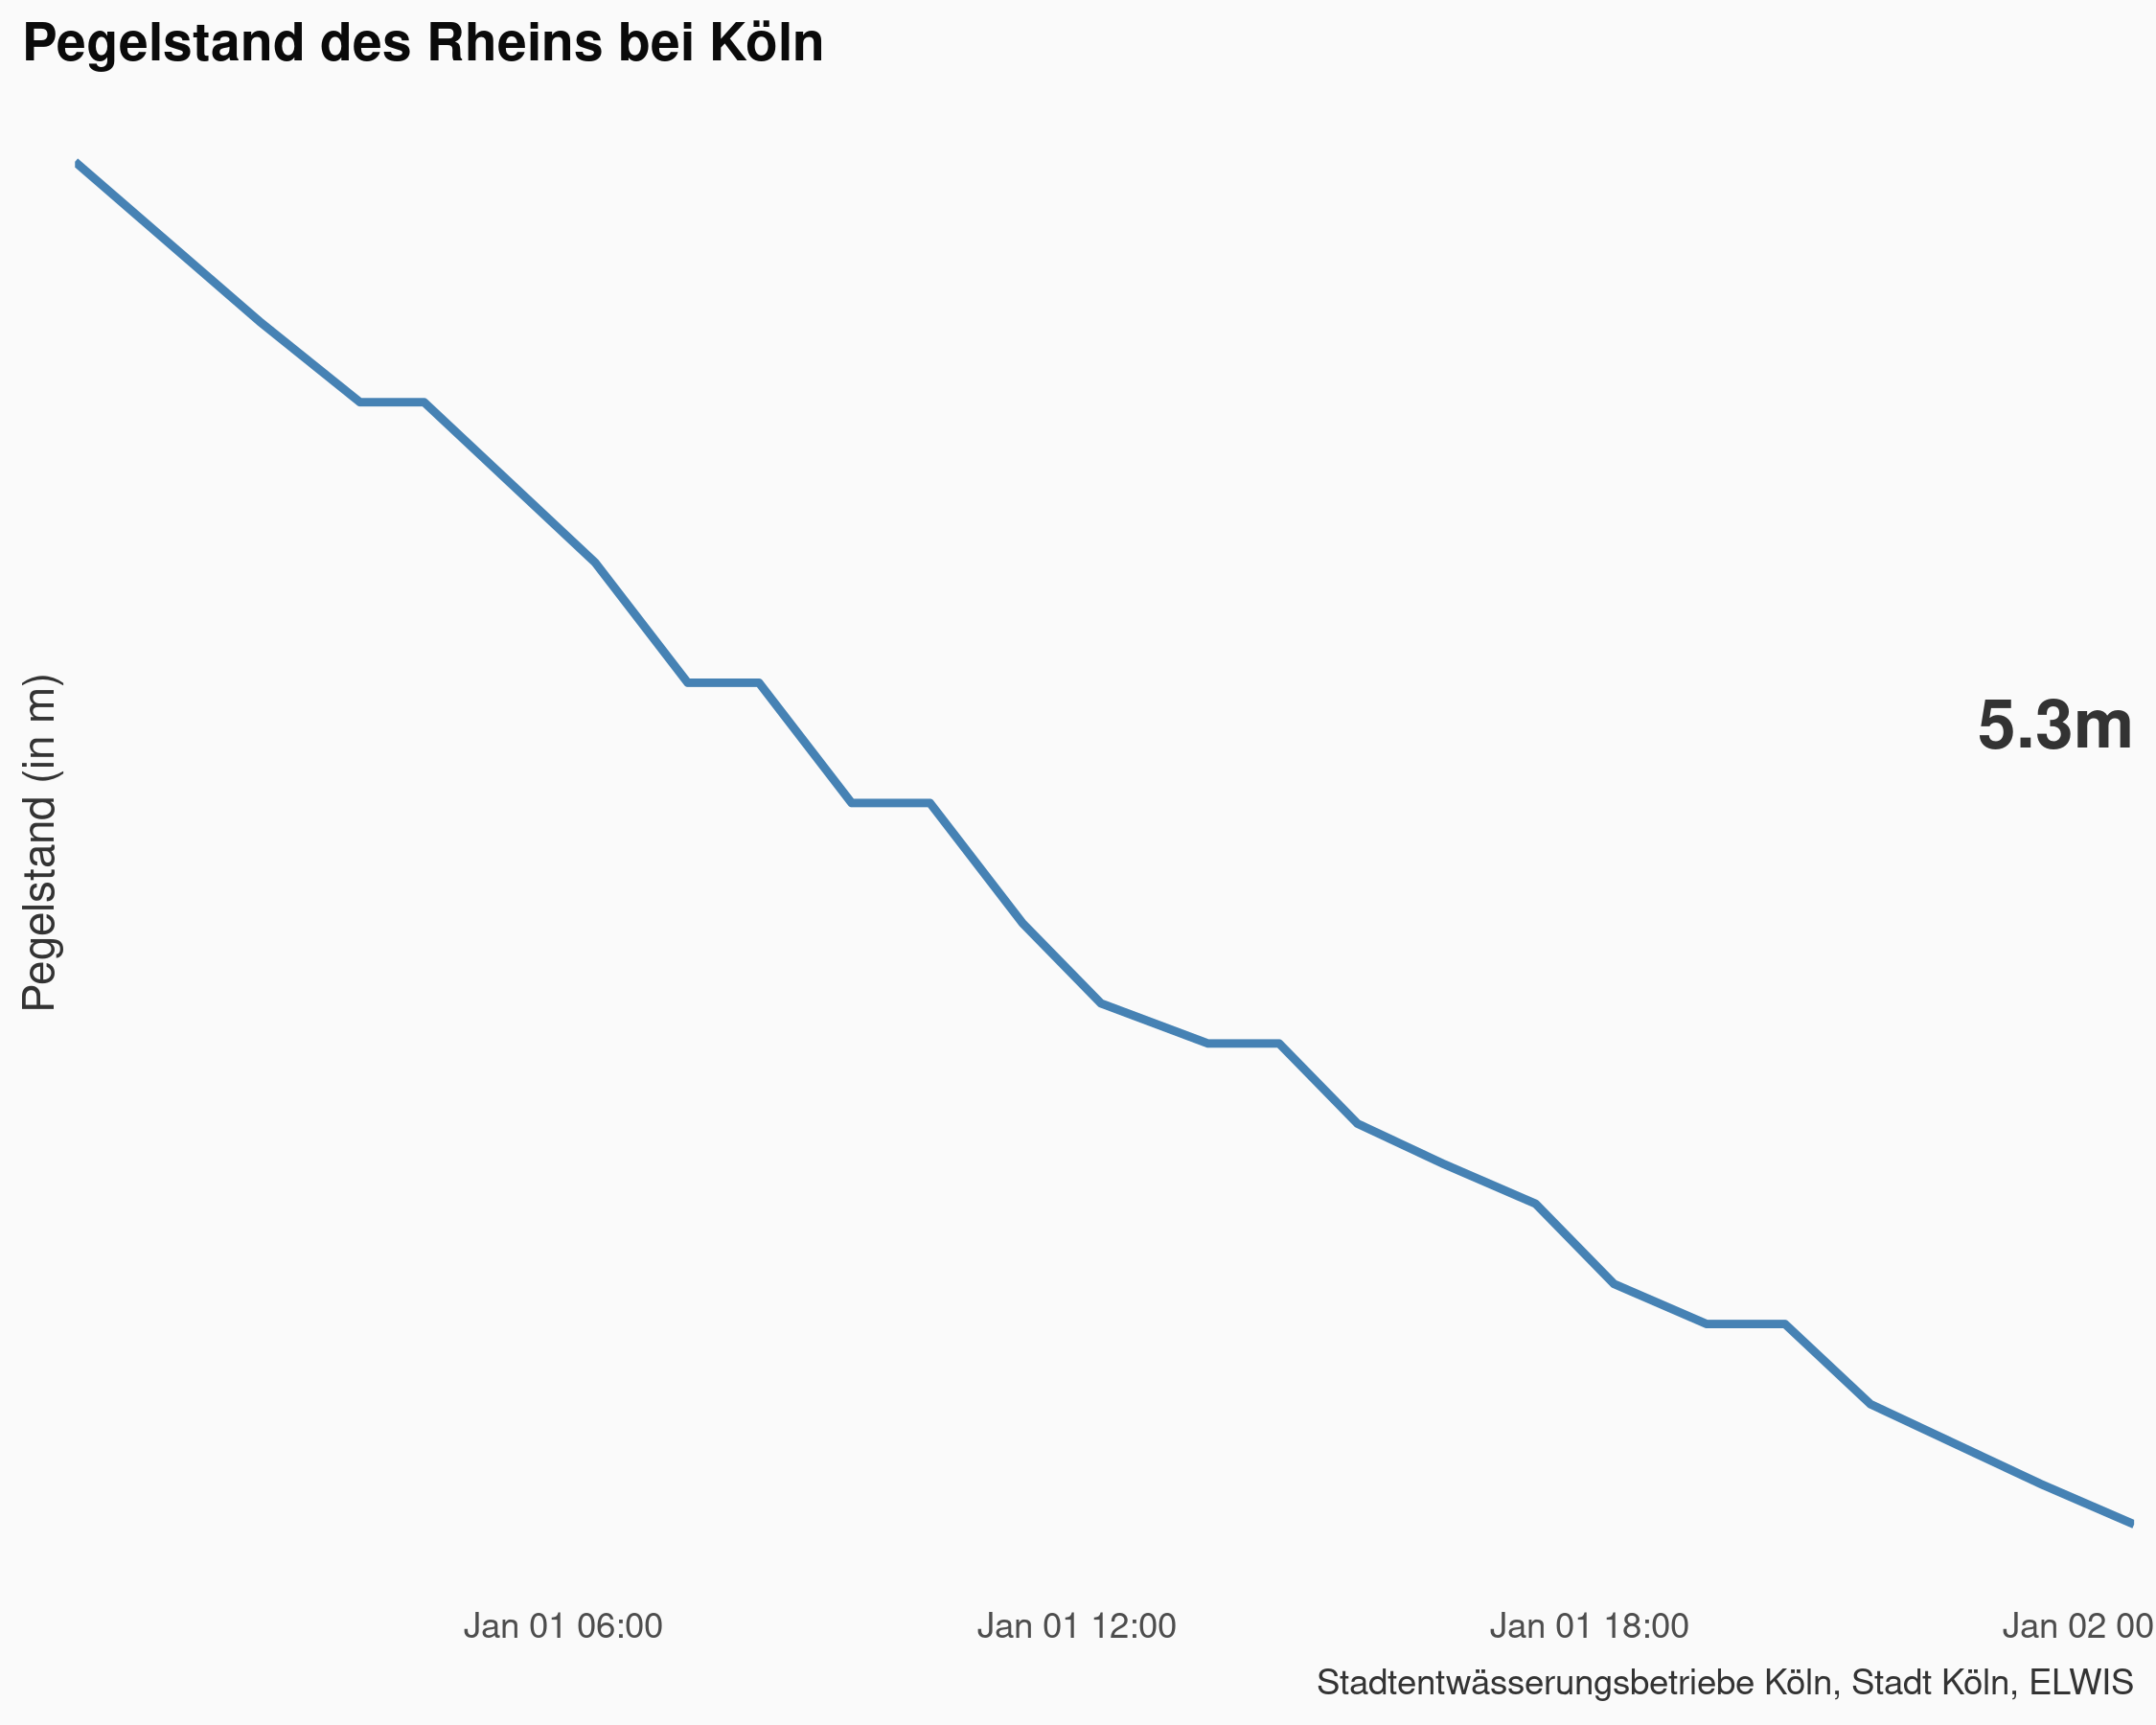 Pegelstand des Rheins bei Köln
Pegelstand (in m)
5.3m
Jan 01 06:00
Jan 01 12:00
Jan 01 18:00
Jan 02 00
Stadtentwässerungsbetriebe Köln, Stadt Köln, ELWIS